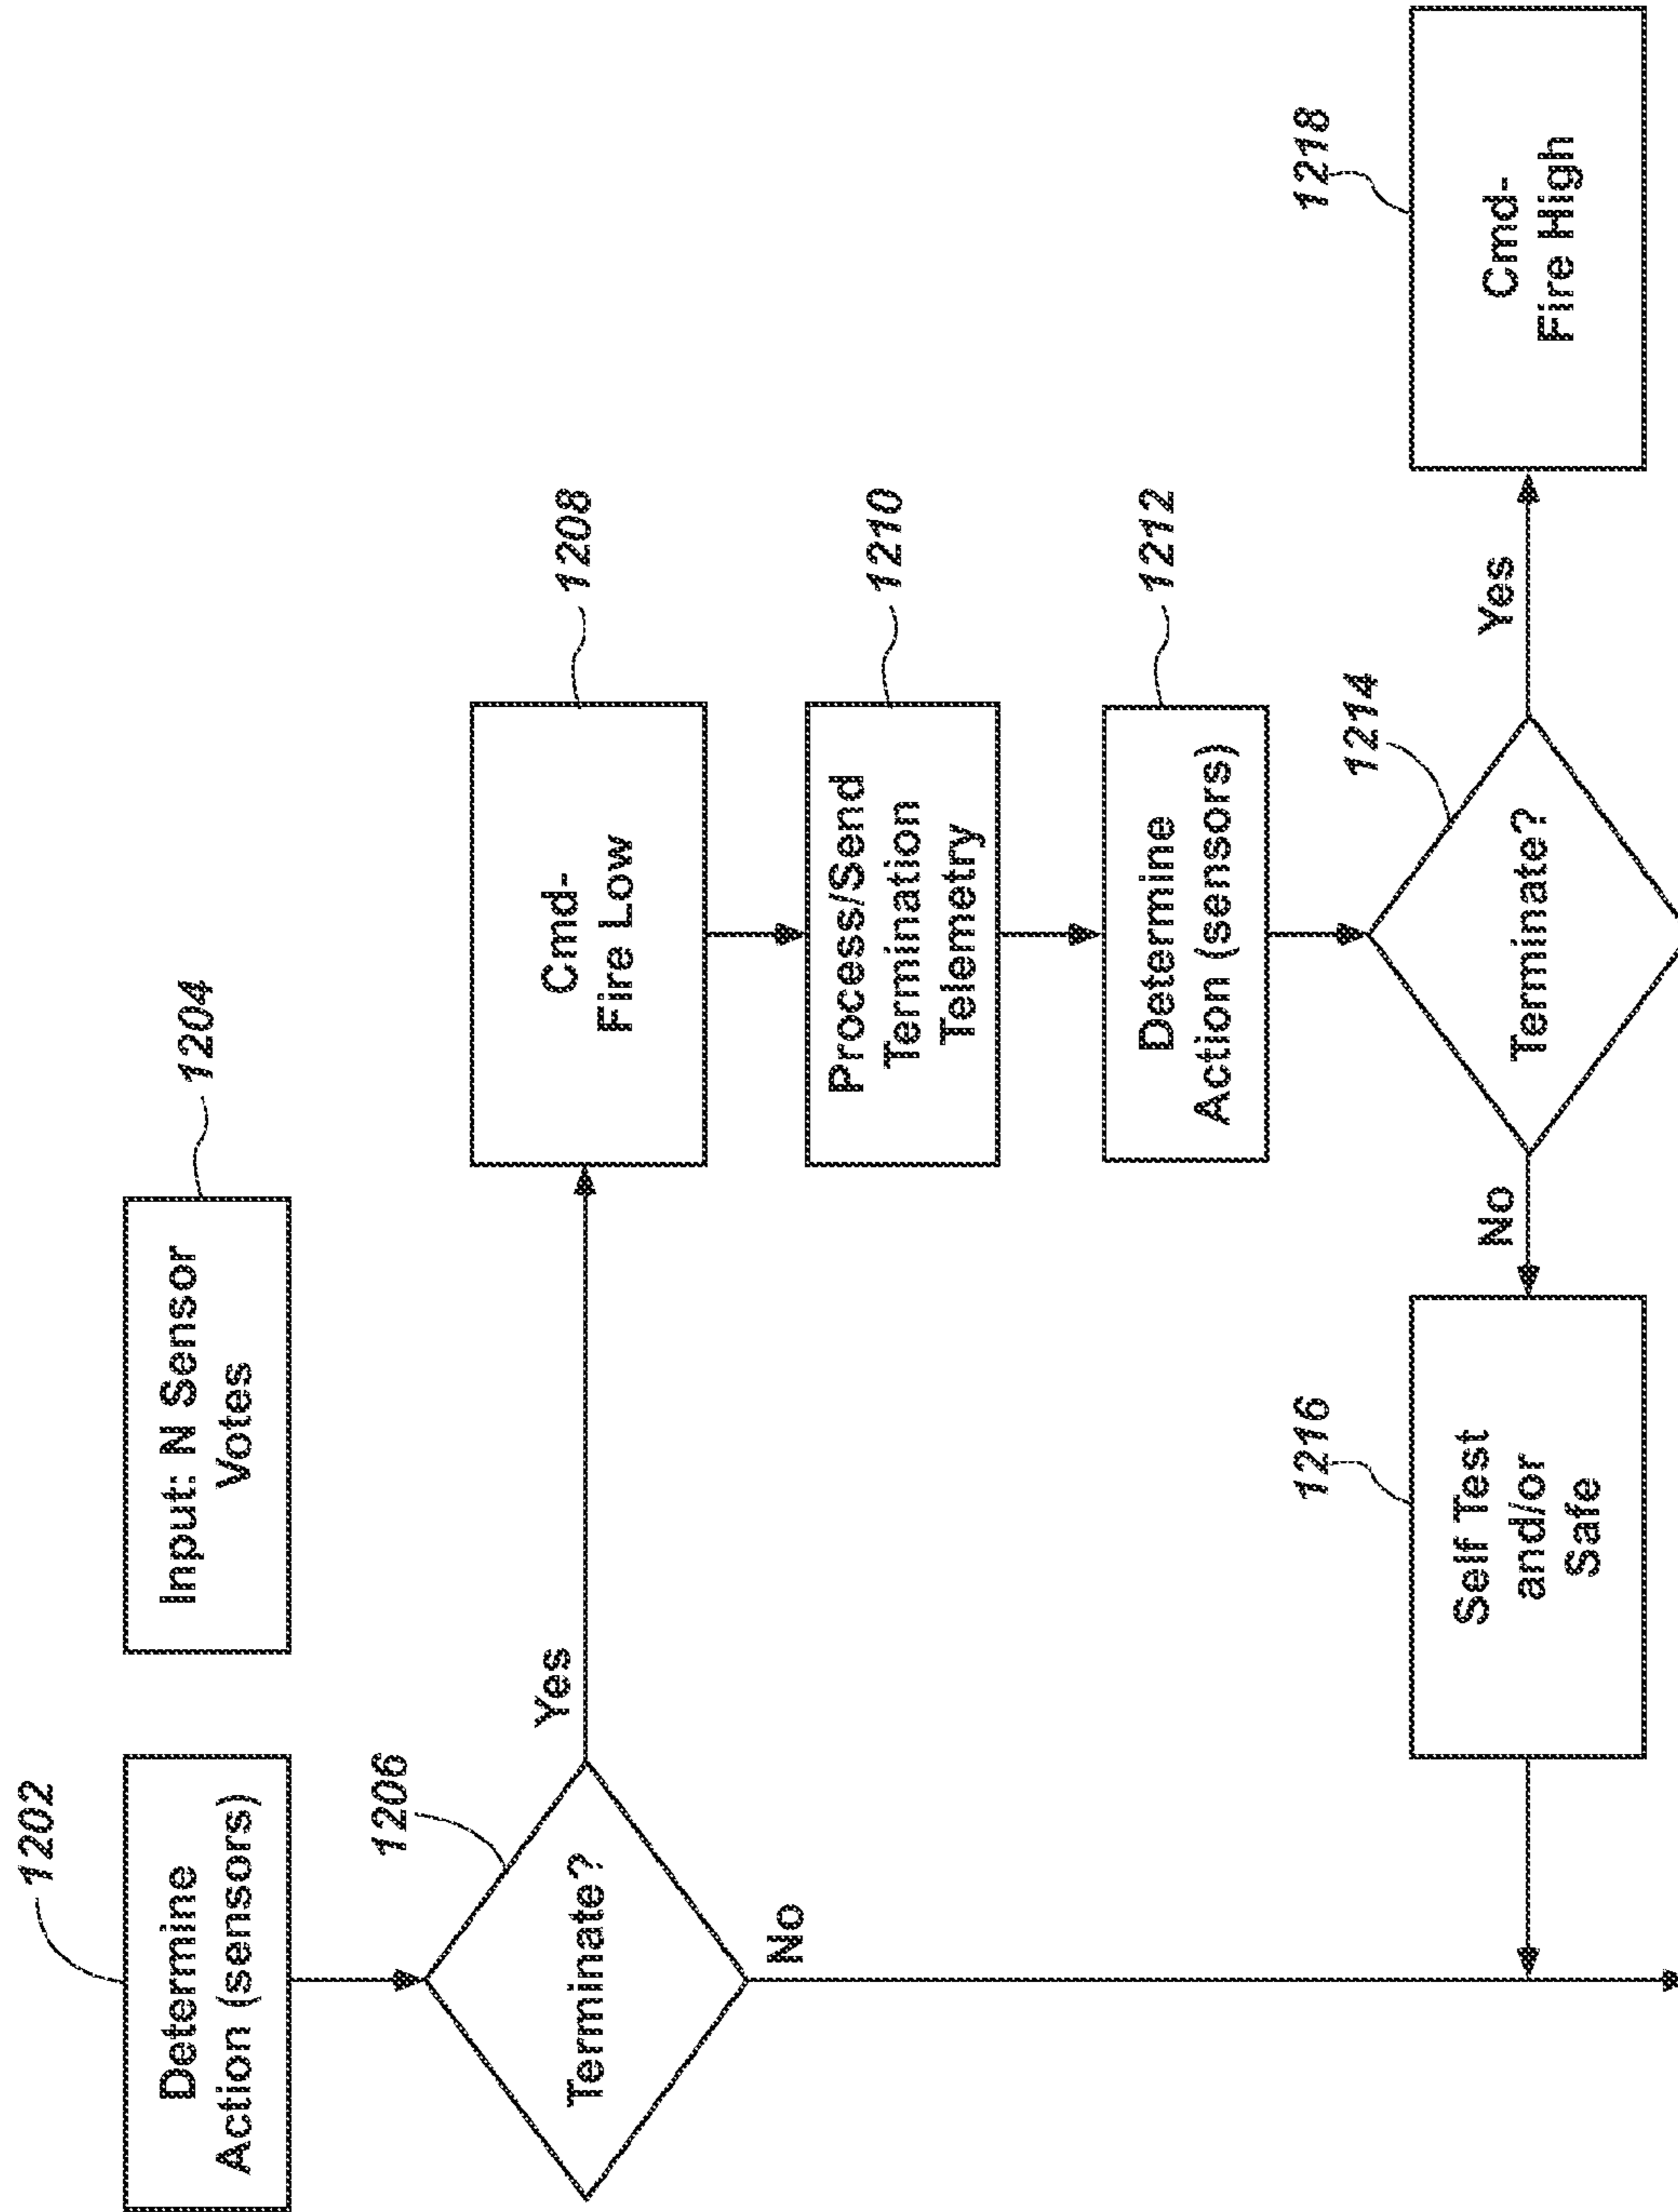 1202
Determine
Action (sensors)
1204
Input: N Sensor
Votes
1206
Terminate?
Yes
No
1208
Cmd-
Fire Low
1210
Process/Send
Termination
Telemetry
1212
Determine
Action (sensors)
1214
Terminate?
No
Yes
1216
Self Test
and/or
Safe
1218
Cmd-
Fire High